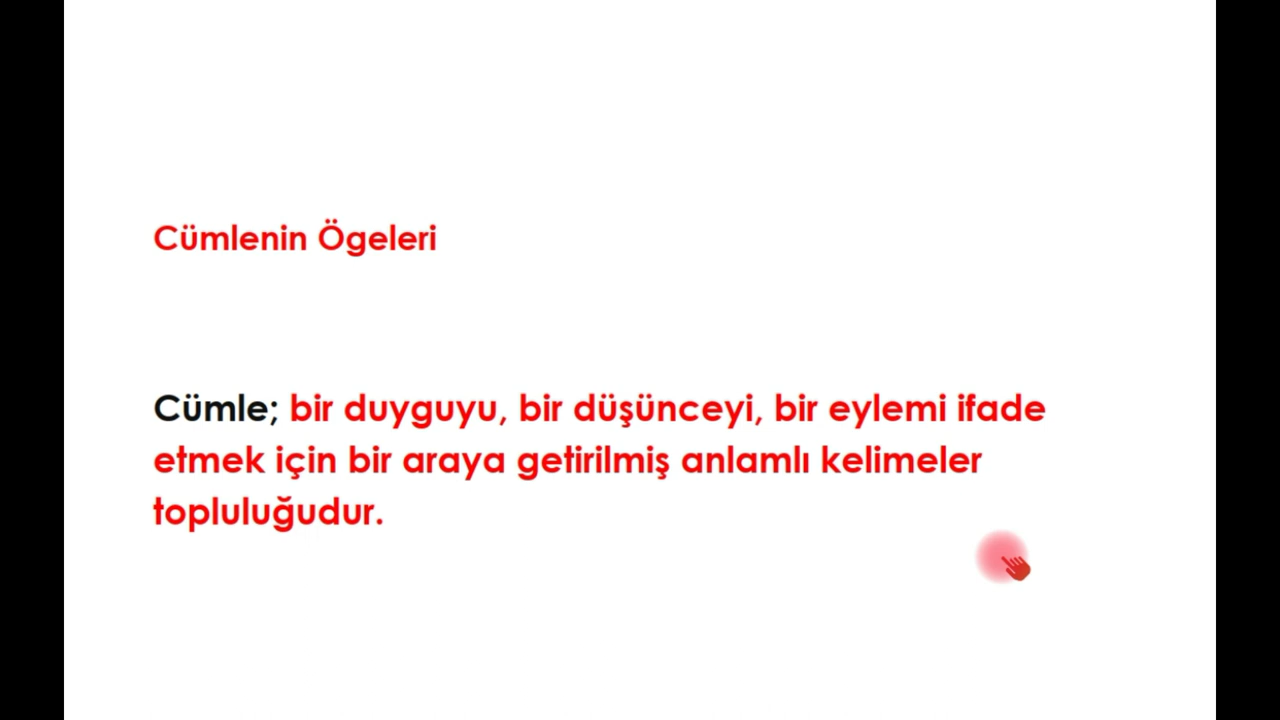 Cümlenin Ögeleri
Cümle; bir duyguyu, bir düşünceyi, bir eylemi ifade
etmek için bir araya getirilmiş anlamlı kelimeler
topluluğudur.